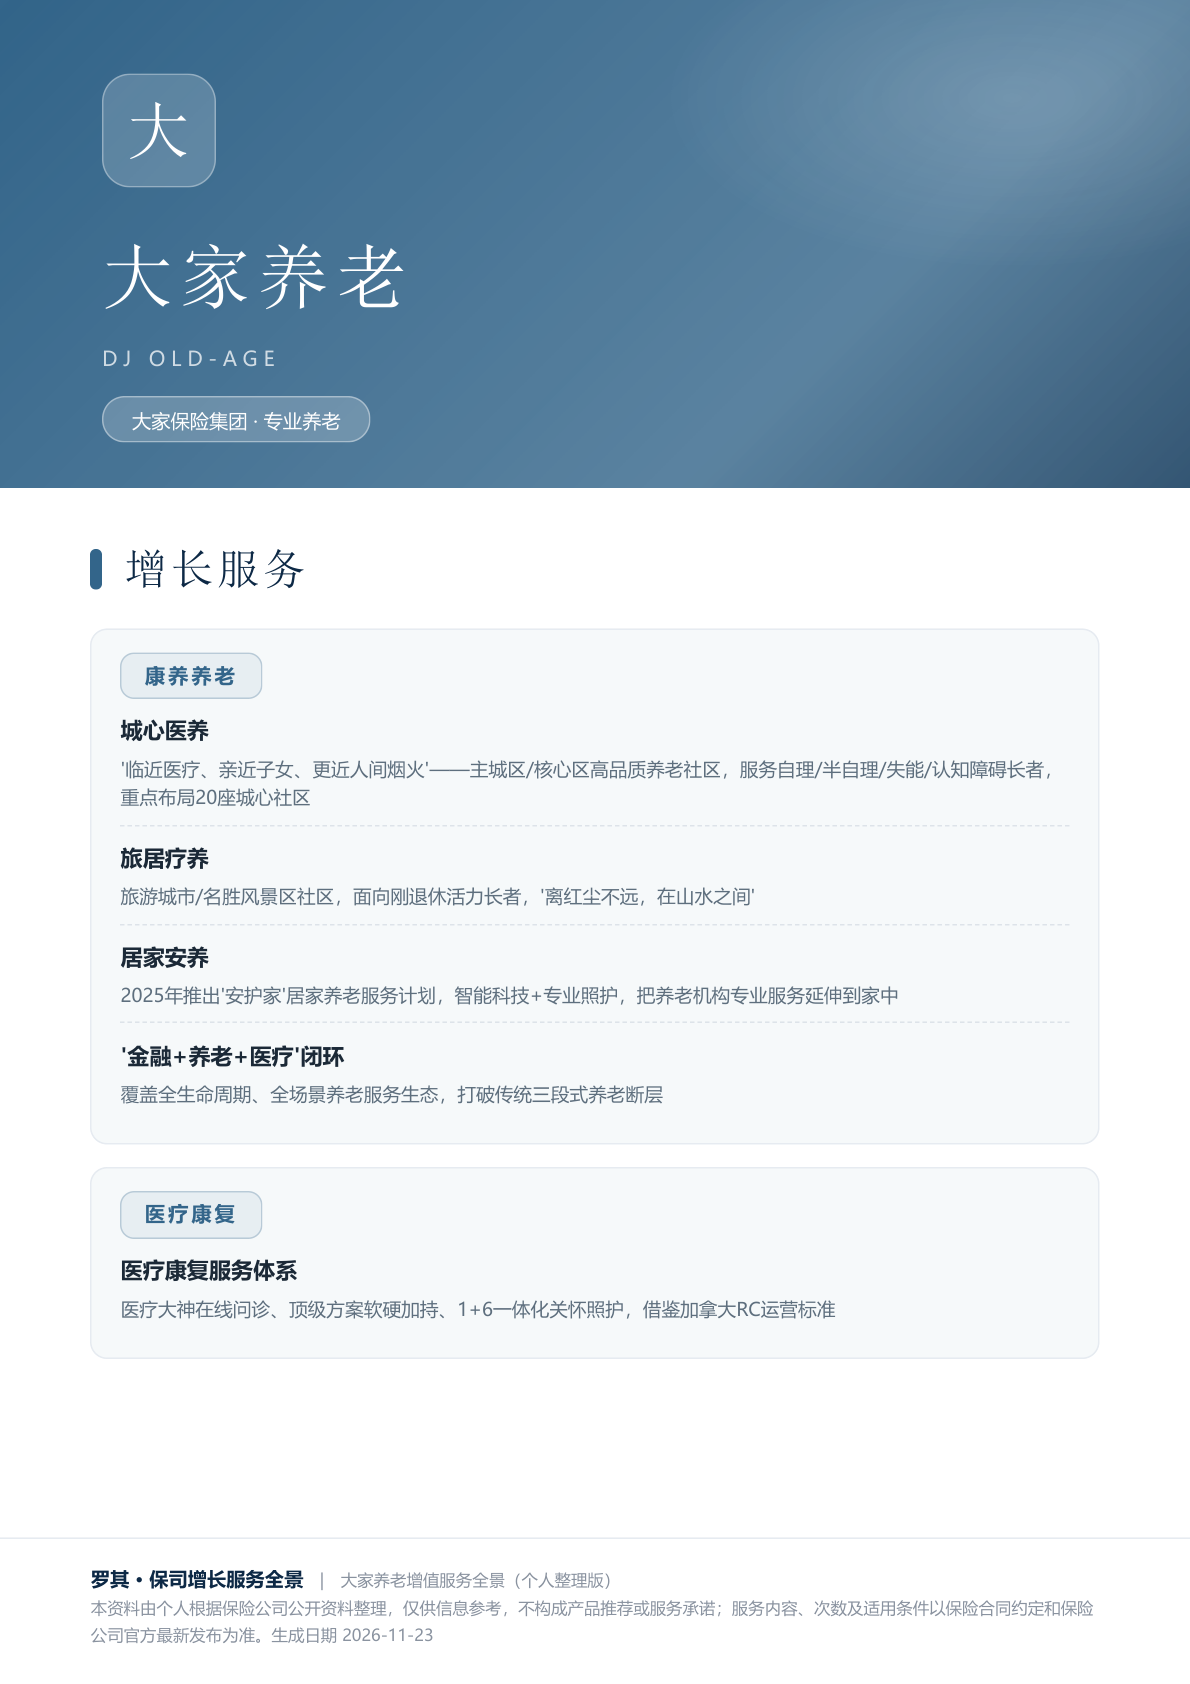 大
大家养老
DJ OLD-AGE
大家保险集团 · 专业养老
增长服务
康养养老
城心医养
'临近医疗、亲近子女、更近人间烟火'——主城区/核心区高品质养老社区，服务自理/半自理/失能/认知障碍长者，
重点布局20座城心社区
旅居疗养
旅游城市/名胜风景区社区，面向刚退休活力长者，'离红尘不远，在山水之间'
居家安养
2025年推出'安护家'居家养老服务计划，智能科技+专业照护，把养老机构专业服务延伸到家中
'金融+养老+医疗'闭环
覆盖全生命周期、全场景养老服务生态，打破传统三段式养老断层
医疗康复
医疗康复服务体系
医疗大神在线问诊、顶级方案软硬加持、1+6一体化关怀照护，借鉴加拿大RC运营标准
罗其 · 保司增长服务全景 | 大家养老增值服务全景（个人整理版）
本资料由个人根据保险公司公开资料整理，仅供信息参考，不构成产品推荐或服务承诺；服务内容、次数及适用条件以保险合同约定和保险
公司官方最新发布为准。生成日期 2026-11-23